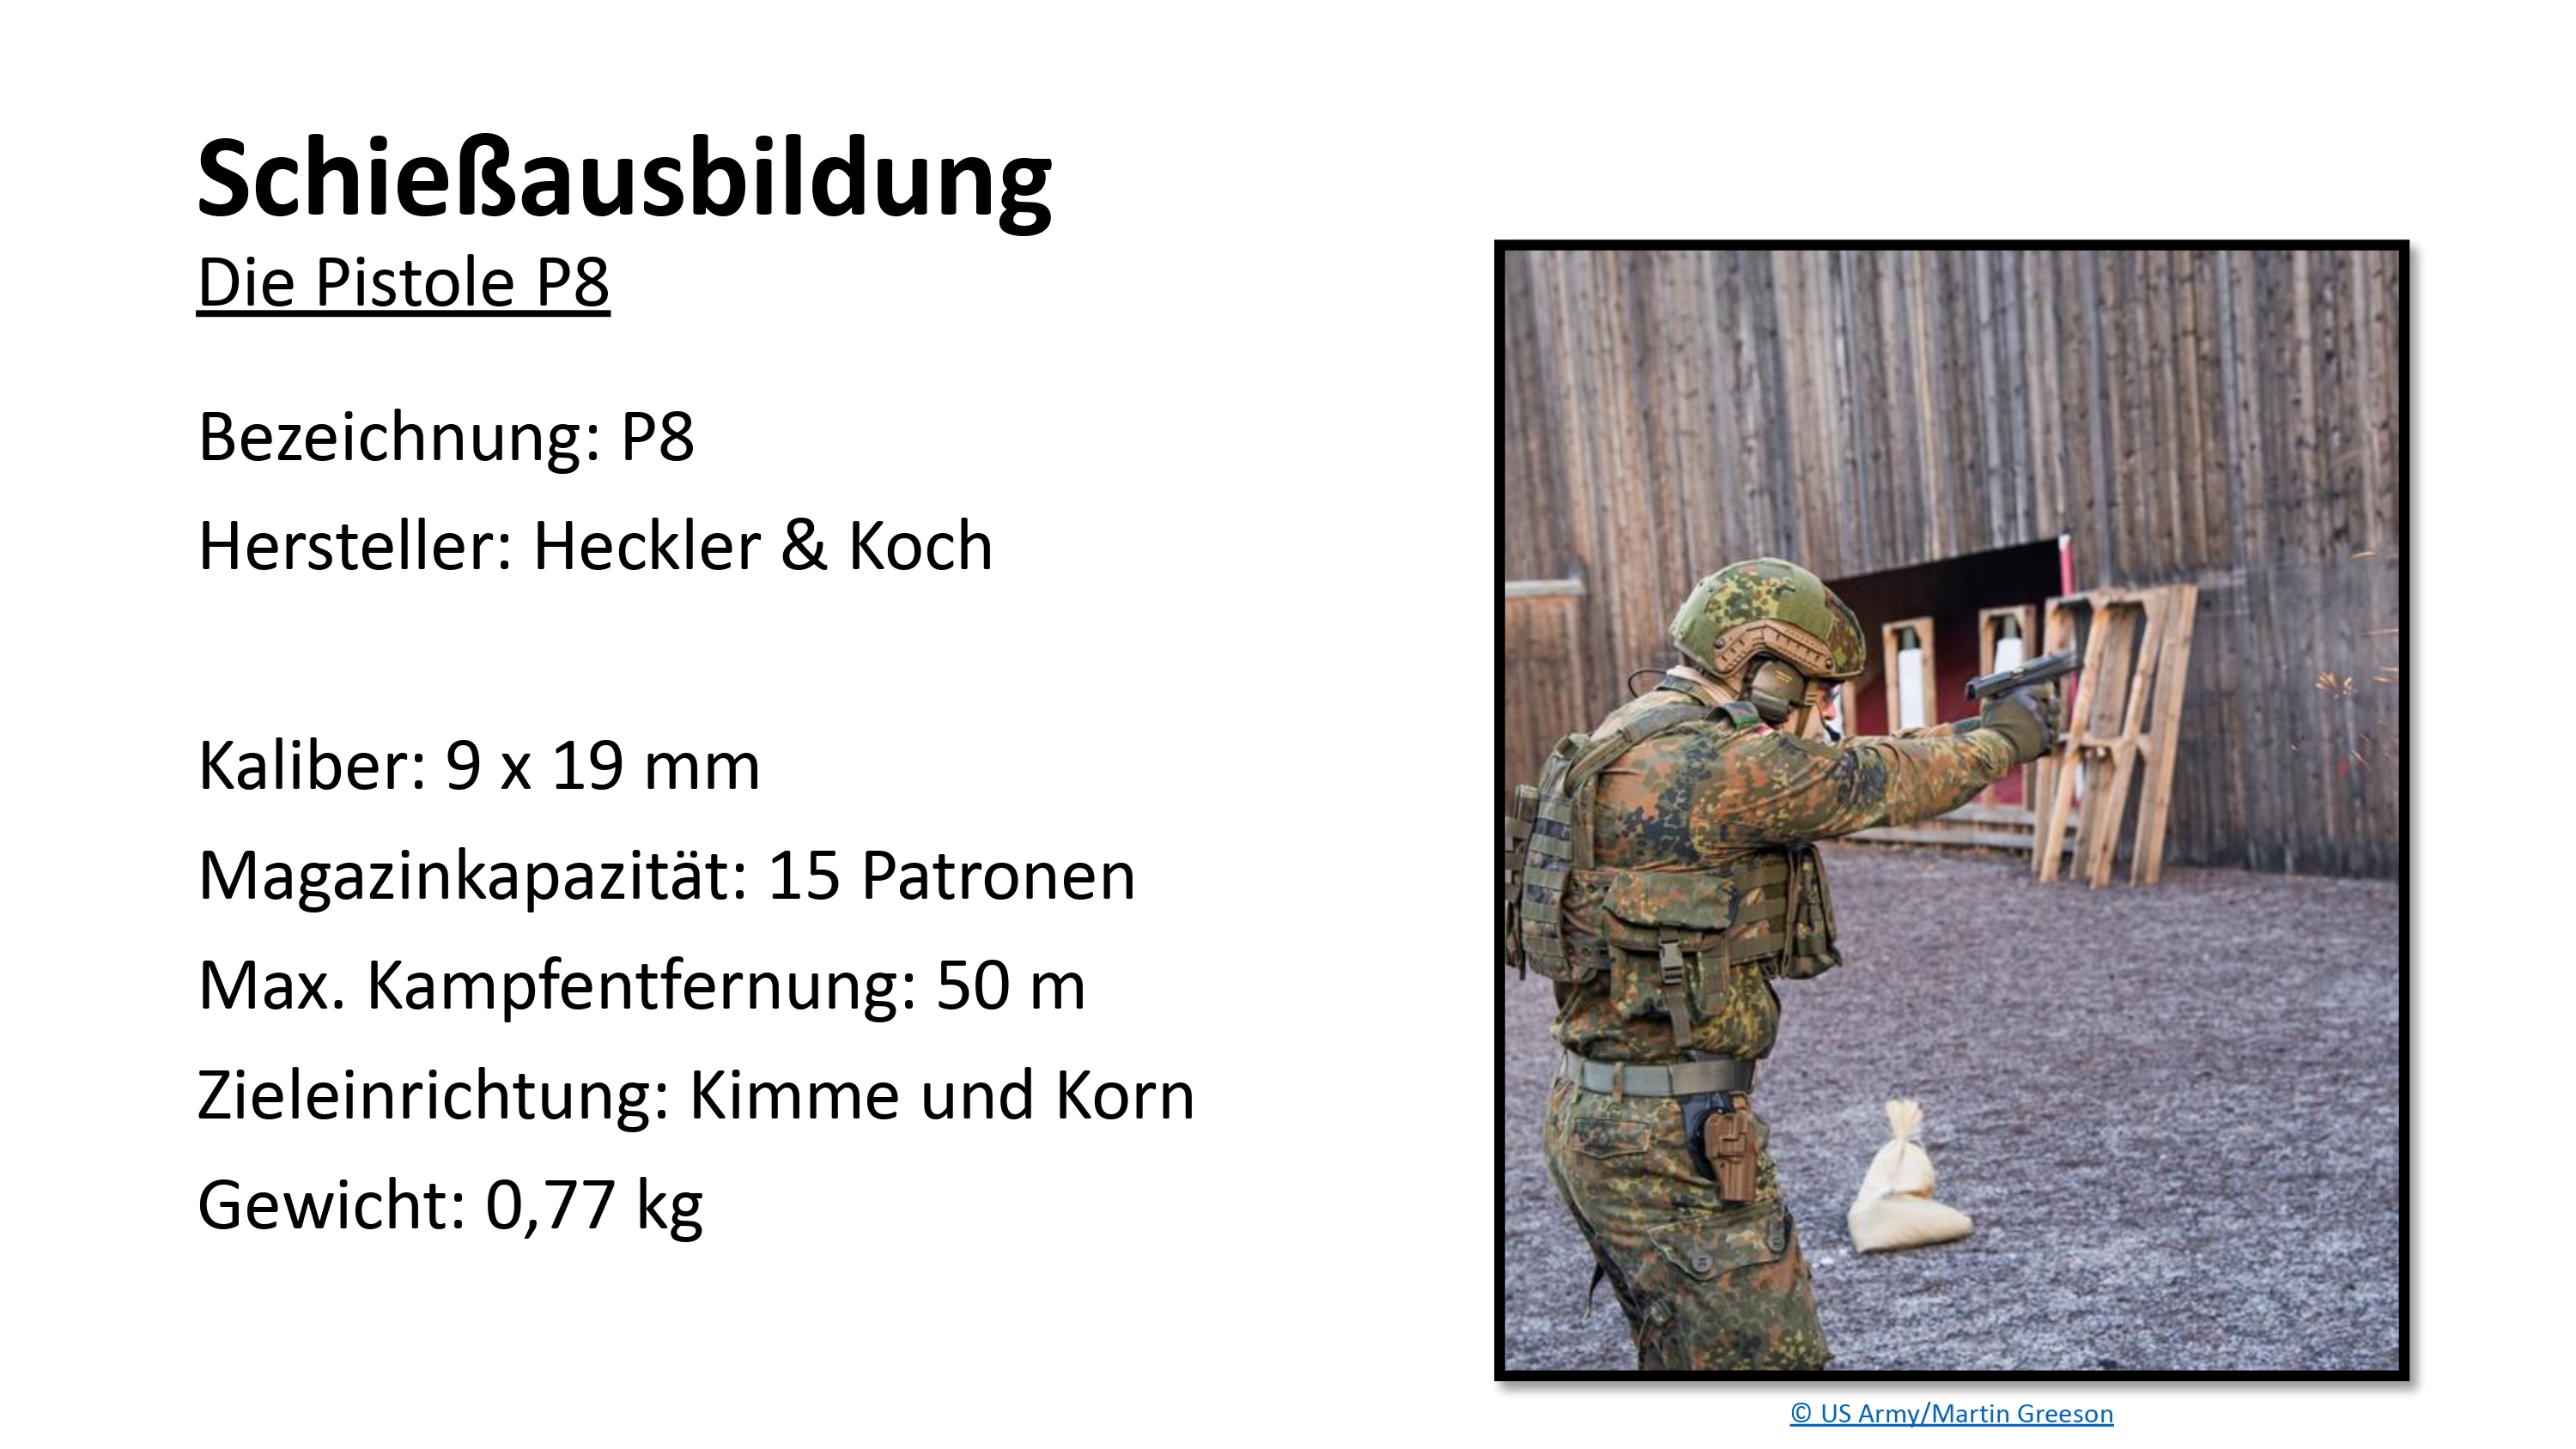 Schießausbildung
Die Pistole P8
Bezeichnung: P8
Hersteller: Heckler & Koch
Kaliber: 9 x 19 mm
Magazinkapazität: 15 Patronen
Max. Kampfentfernung: 50 m
Zieleinrichtung: Kimme und Korn
Gewicht: 0,77 kg
© US Army/Martin Greeson